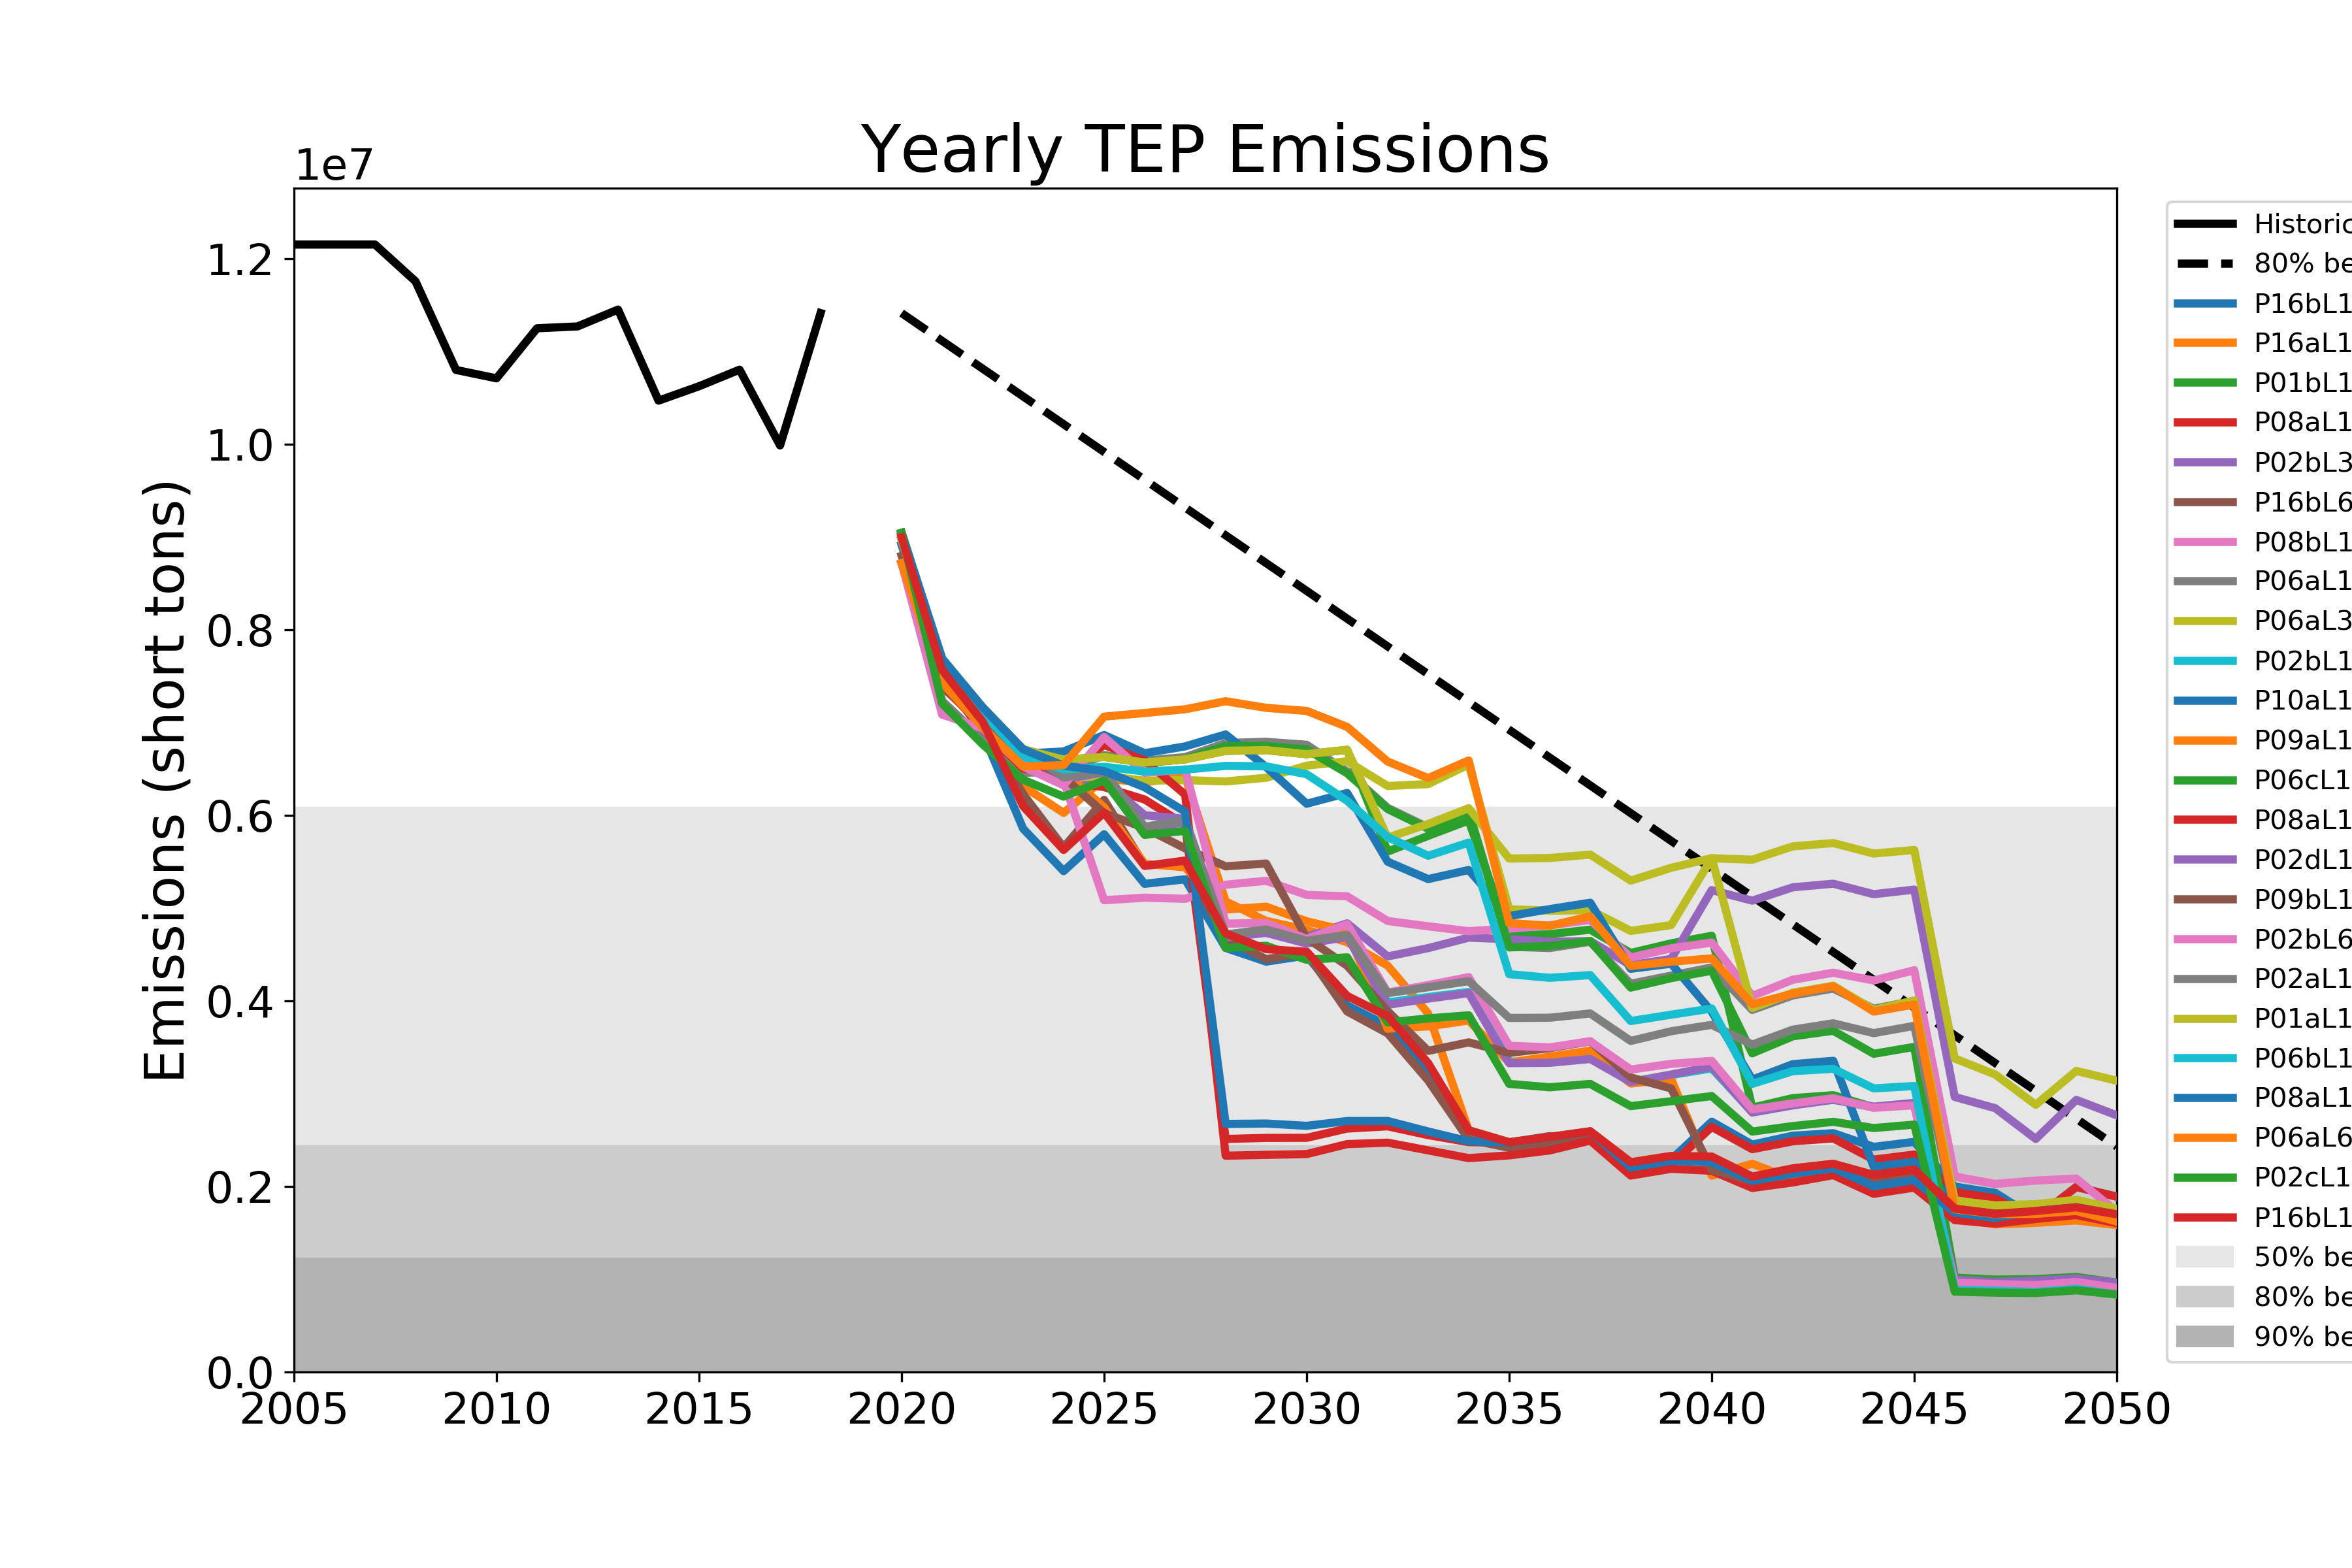 Yearly TEP Emissions
1e7
Emissions (short tons)
1.2
1.0
0.8
0.6
0.4
0.2
0.0
2005 2010 2015 2020 2025 2030 2035 2040 2045 2050
Historic
80% be
P16bL1
P16aL1
P01bL1
P08aL1
P02bL3
P16bL6
P08bL1
P06aL1
P06aL3
P02bL1
P10aL1
P09aL1
P06cL1
P08aL1
P02dL1
P09bL1
P02bL6
P02aL1
P01aL1
P06bL1
P08aL1
P06aL6
P02cL1
P16bL1
50% be
80% be
90% be